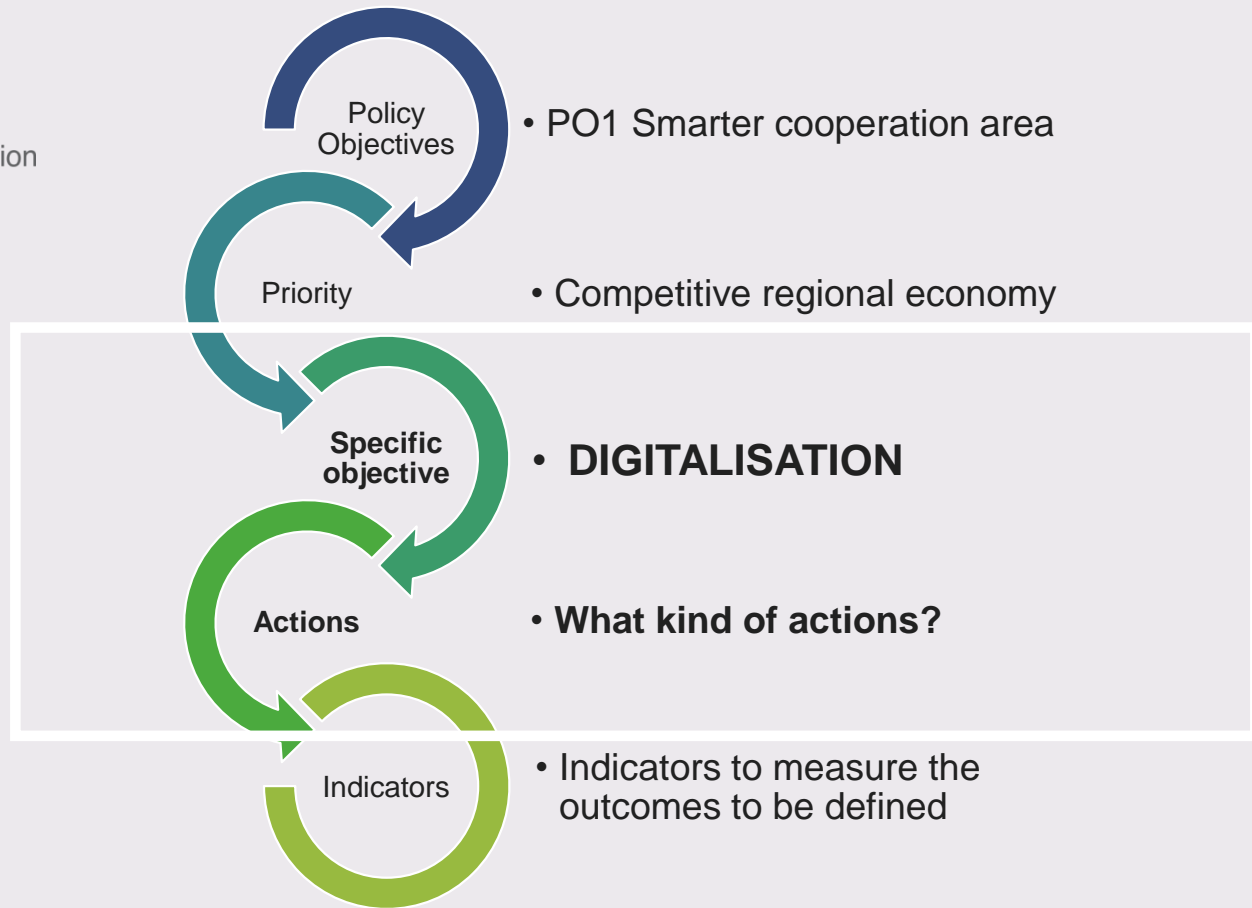 Policy
Objectives
• PO1 Smarter cooperation area
ion
Priority
• Competitive regional economy
Specific
objective
• DIGITALISATION
Actions
• What kind of actions?
Indicators
• Indicators to measure the
outcomes to be defined